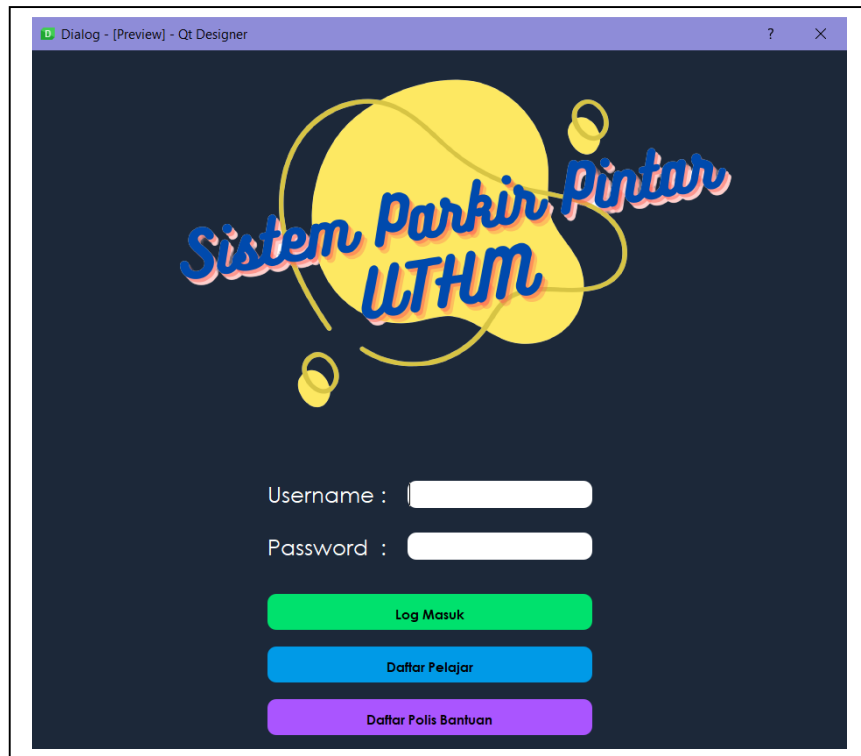 Dialog - [Preview] - Qt Designer
Sistem Parkir Pintar
UTHM
Username :
Password :
Log Masuk
Daftar Pelajar
Daftar Polis Bantuan